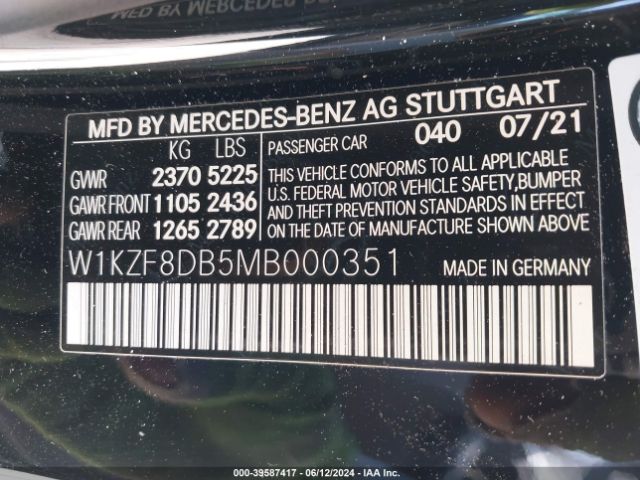 MFD BY MERCEDES-BENZ AG STUTTGART
KG LBS PASSENGER CAR 040 07/21
GVWR 2370 5225
GAWR FRONT 1105 2436
GAWR REAR 1265 2789
THIS VEHICLE CONFORMS TO ALL APPLICABLE
U.S. FEDERAL MOTOR VEHICLE SAFETY,BUMPER
AND THEFT PREVENTION STANDARDS IN EFFECT
ON THE DATE OF MANUFACTURE SHOWN ABOVE
W1KZF8DB5MB000351 MADE IN GERMANY
000-39587417 - 06/12/2024 - IAA Inc.